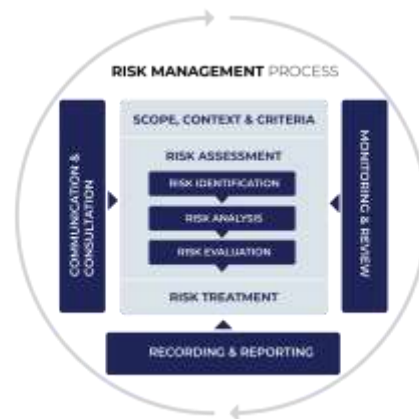 RISK MANAGEMENT PROCESS
SCOPE, CONTEXT & CRITERIA
RISK ASSESSMENT
RISK IDENTIFICATION
RISK ANALYSIS
RISK EVALUATION
RISK TREATMENT
COMMUNICATION &
CONSULTATION
MONITORING & REVIEW
RECORDING & REPORTING